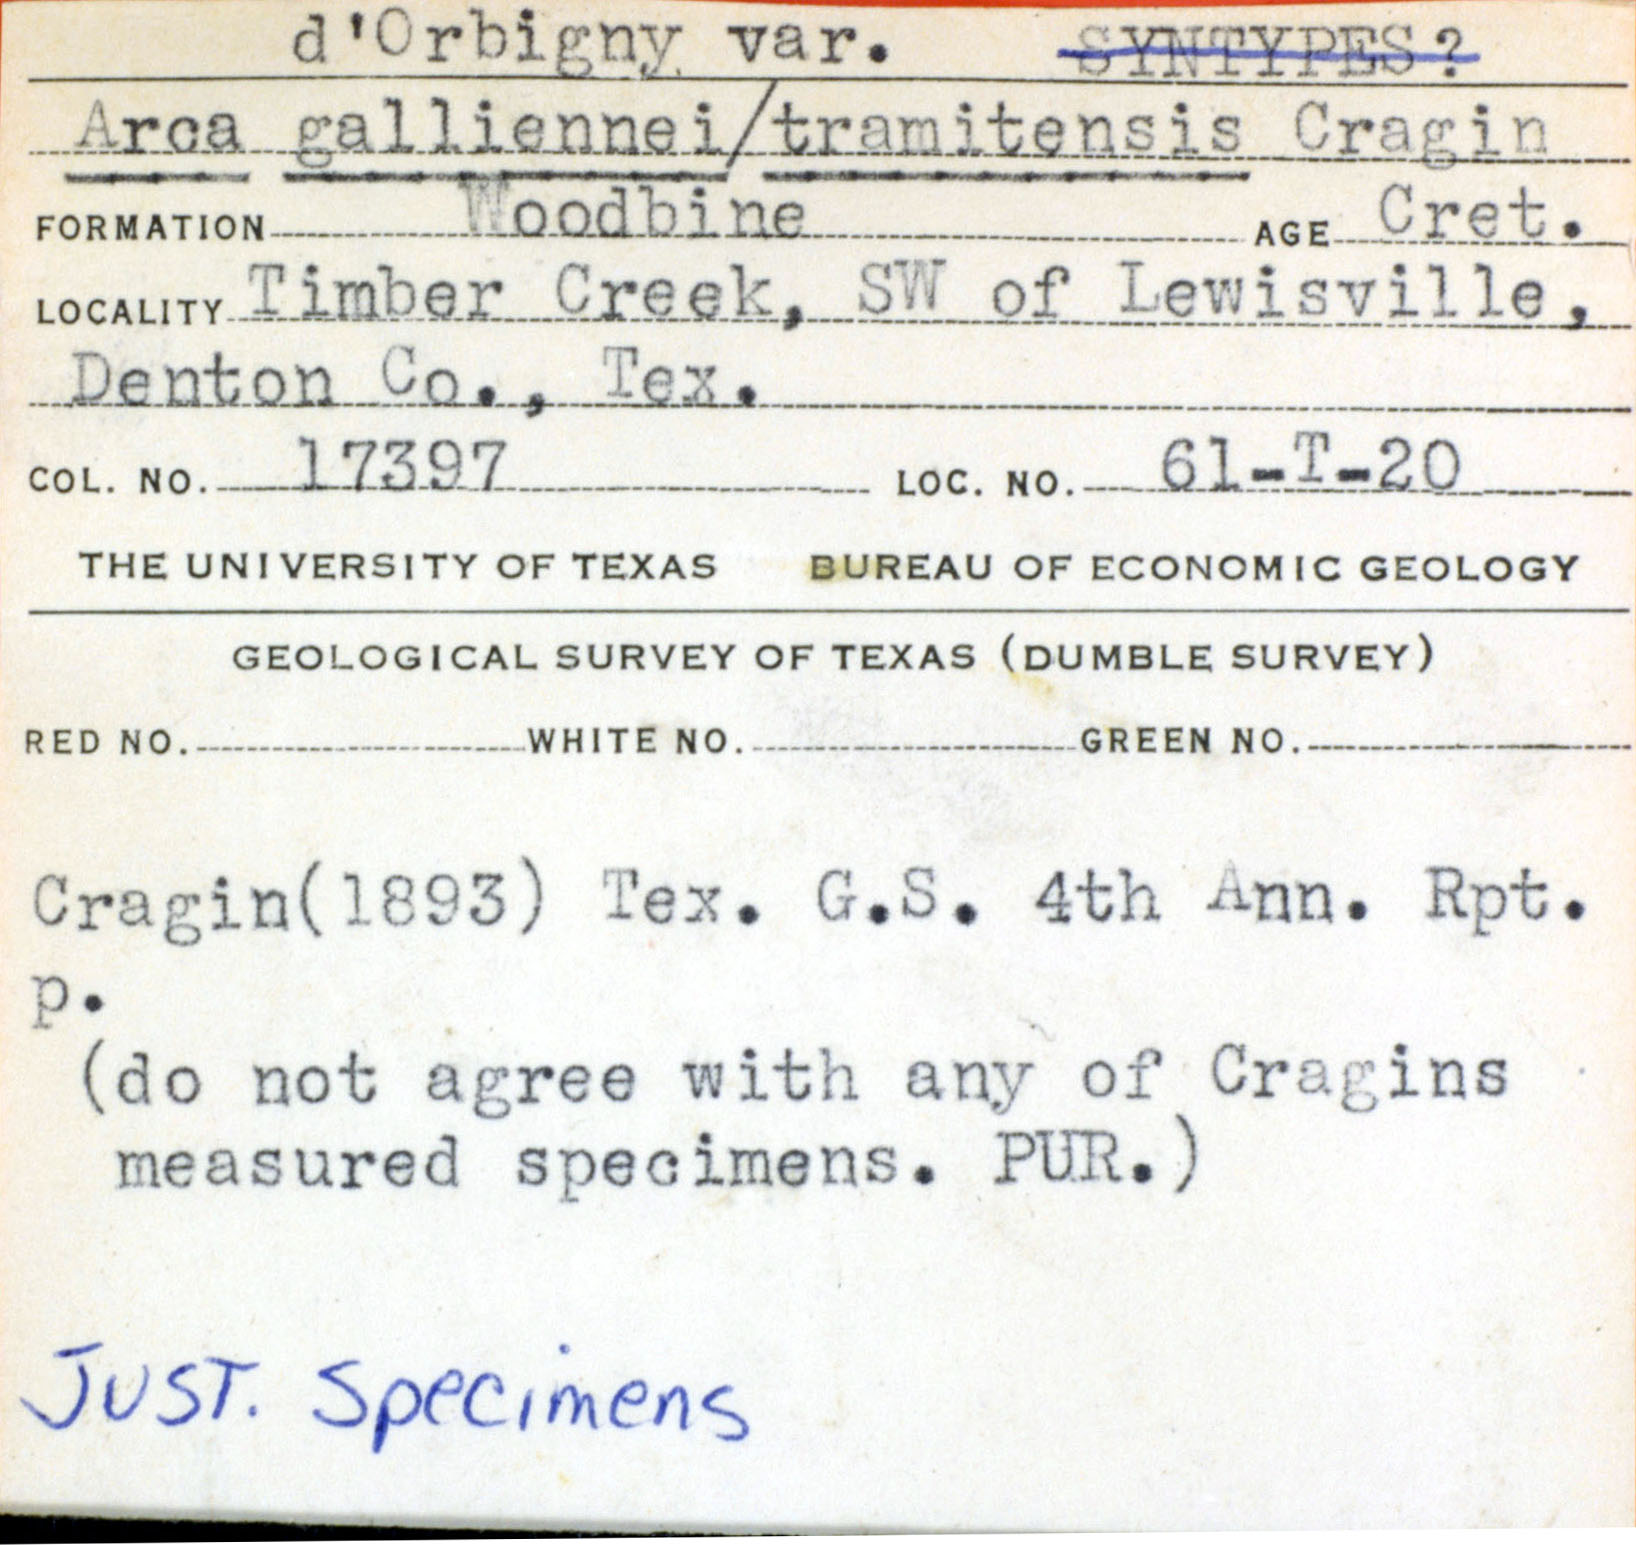 d'Orbigny var. SYNTYPES?
Arca galliennei/tramitensis Cragin
FORMATION Woodbine AGE Cret.
LOCALITY Timber Creek, SW of Lewisville,
Denton Co., Tex.
COL. NO. 17397 LOC. NO. 61-T-20
THE UNIVERSITY OF TEXAS BUREAU OF ECONOMIC GEOLOGY
GEOLOGICAL SURVEY OF TEXAS (DUMBLE SURVEY)
RED NO. WHITE NO. GREEN NO.
Cragin(1893) Tex. G.S. 4th Ann. Rpt.
p.
(do not agree with any of Cragins
measured specimens. PUR.)
JUST. Specimens